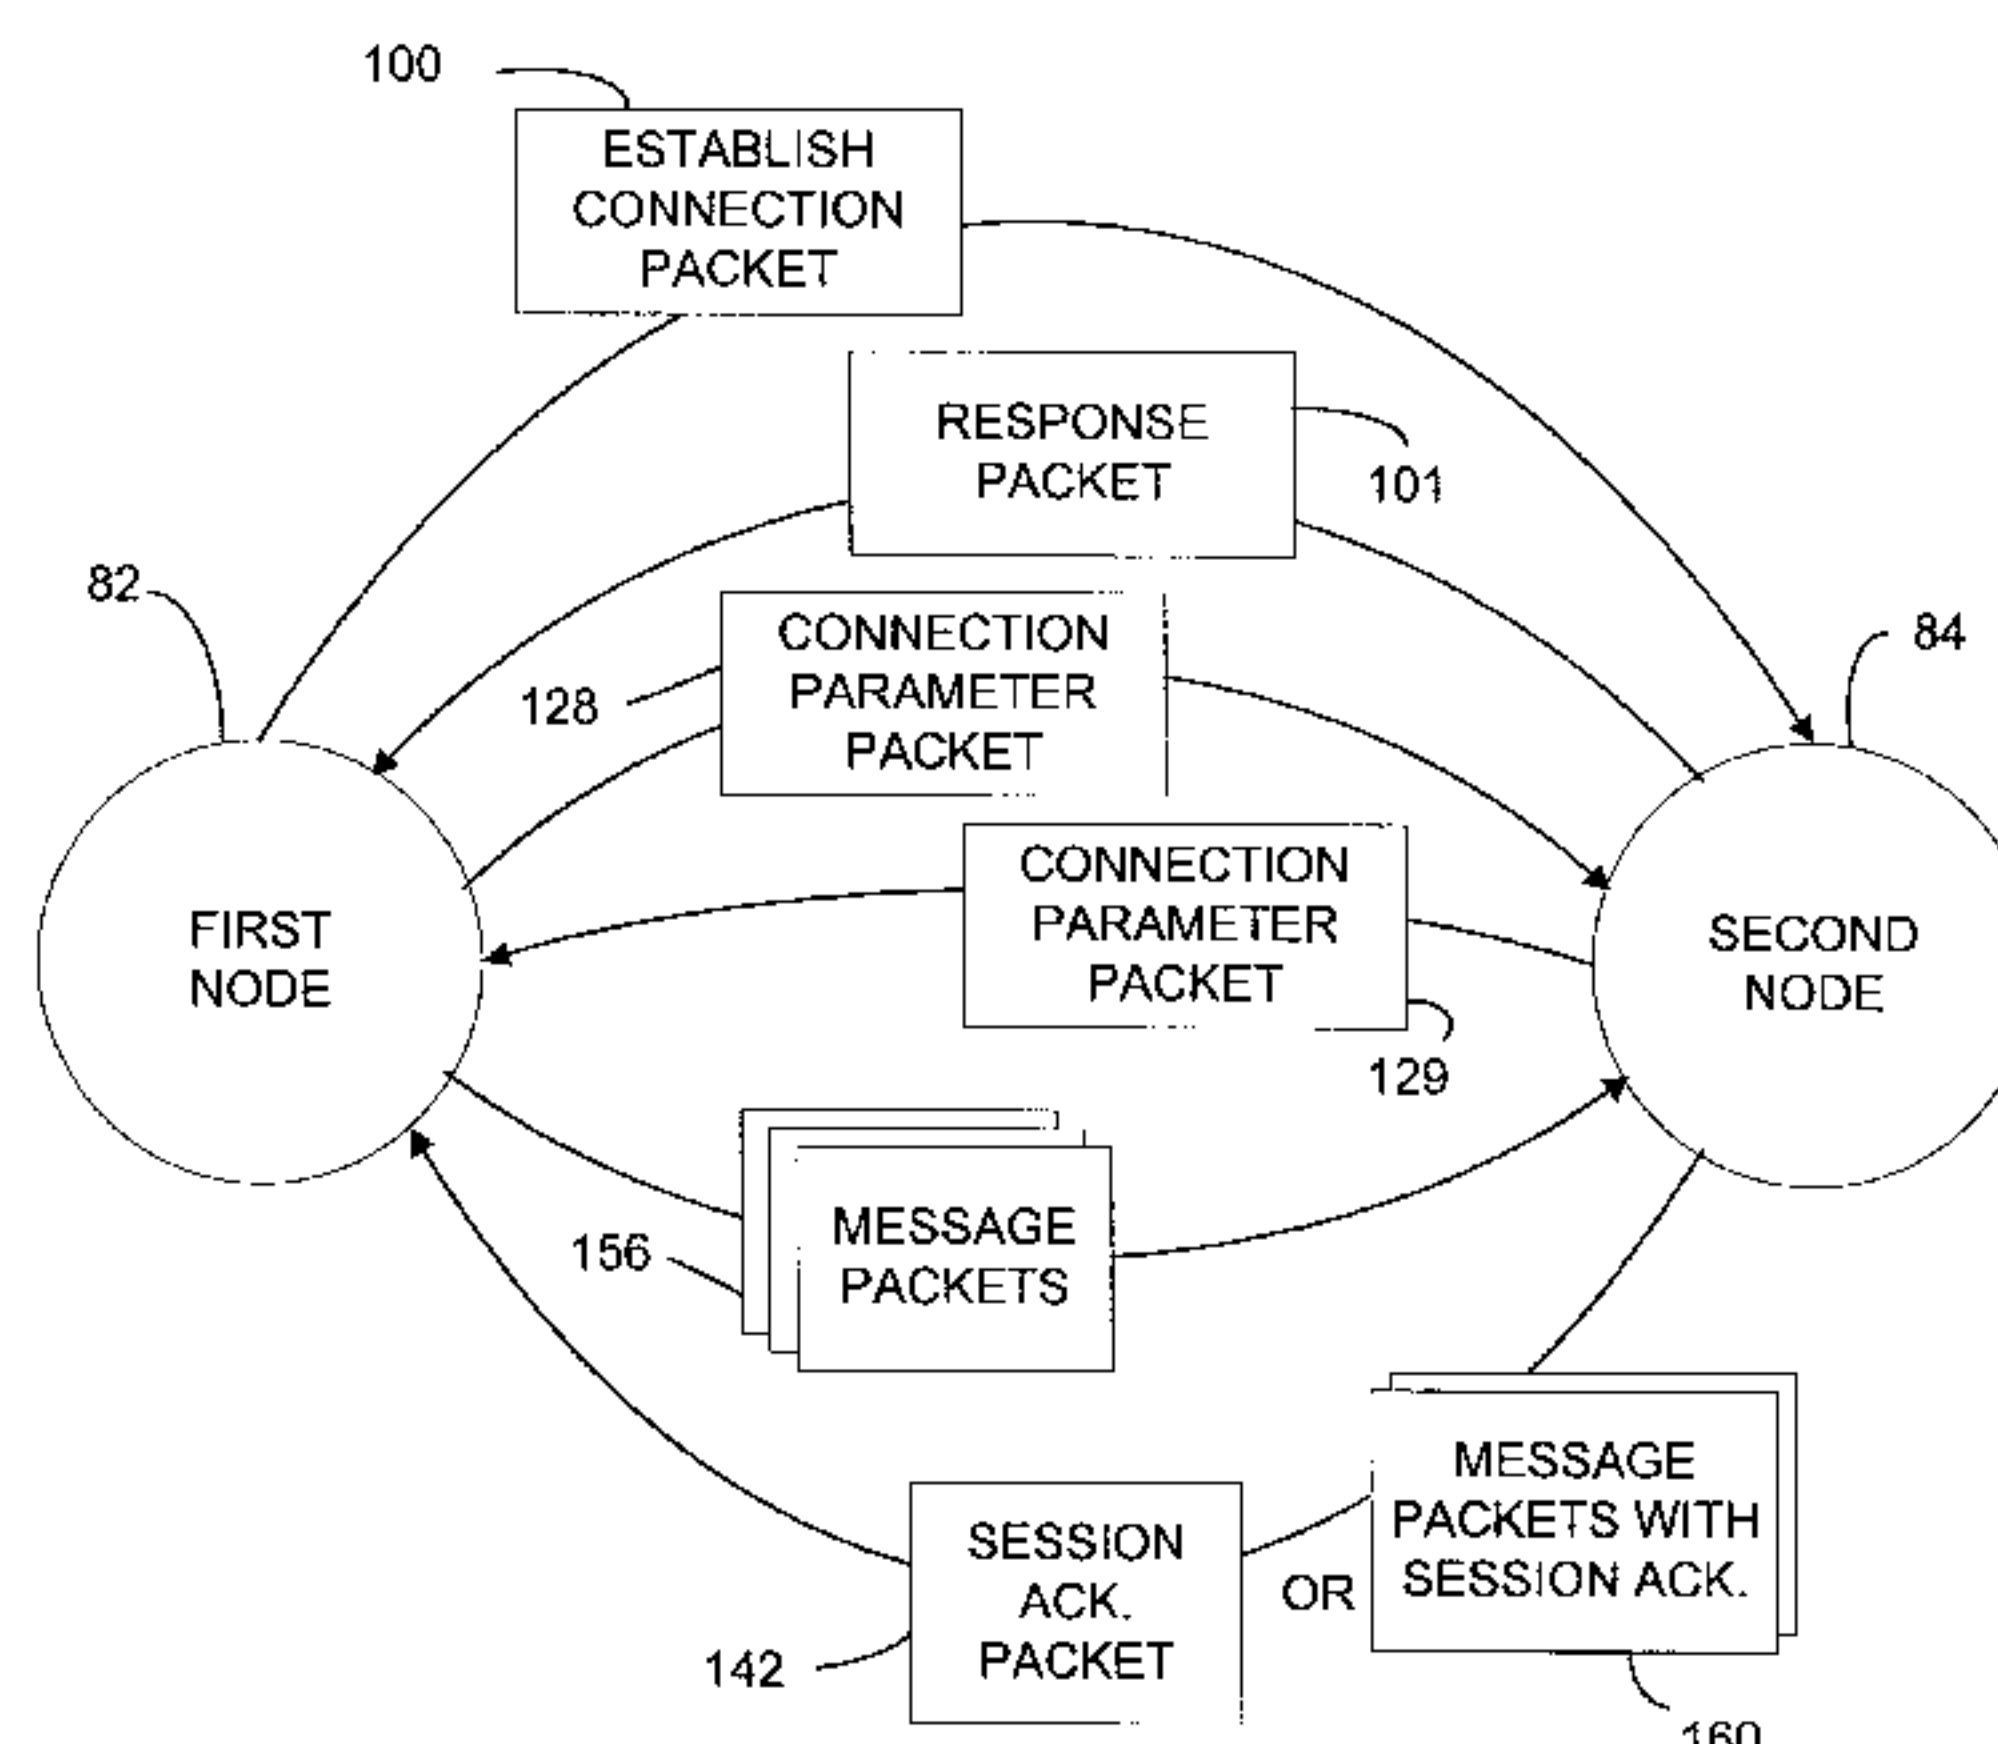 100
ESTABLISH
CONNECTION
PACKET
RESPONSE
PACKET
101
82
CONNECTION
PARAMETER
PACKET
128
84
CONNECTION
PARAMETER
PACKET
129
FIRST
NODE
SECOND
NODE
MESSAGE
PACKETS
156
MESSAGE
PACKETS WITH
SESSION ACK.
OR
SESSION
ACK.
PACKET
142
160